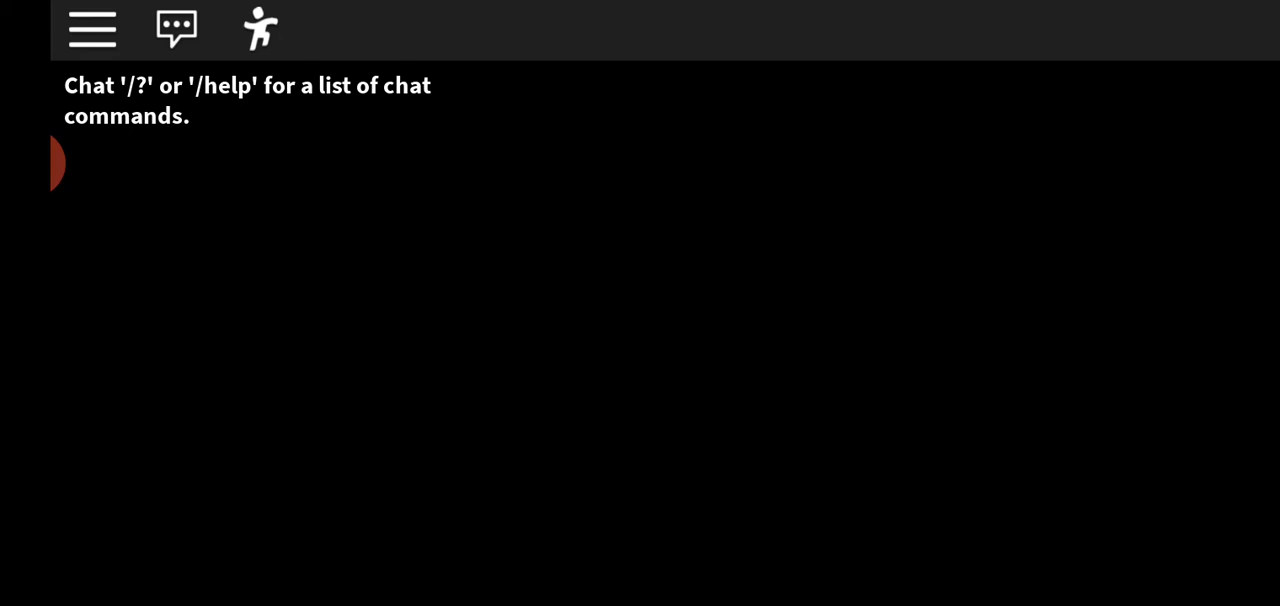 Chat '/?' or '/help' for a list of chat
commands.